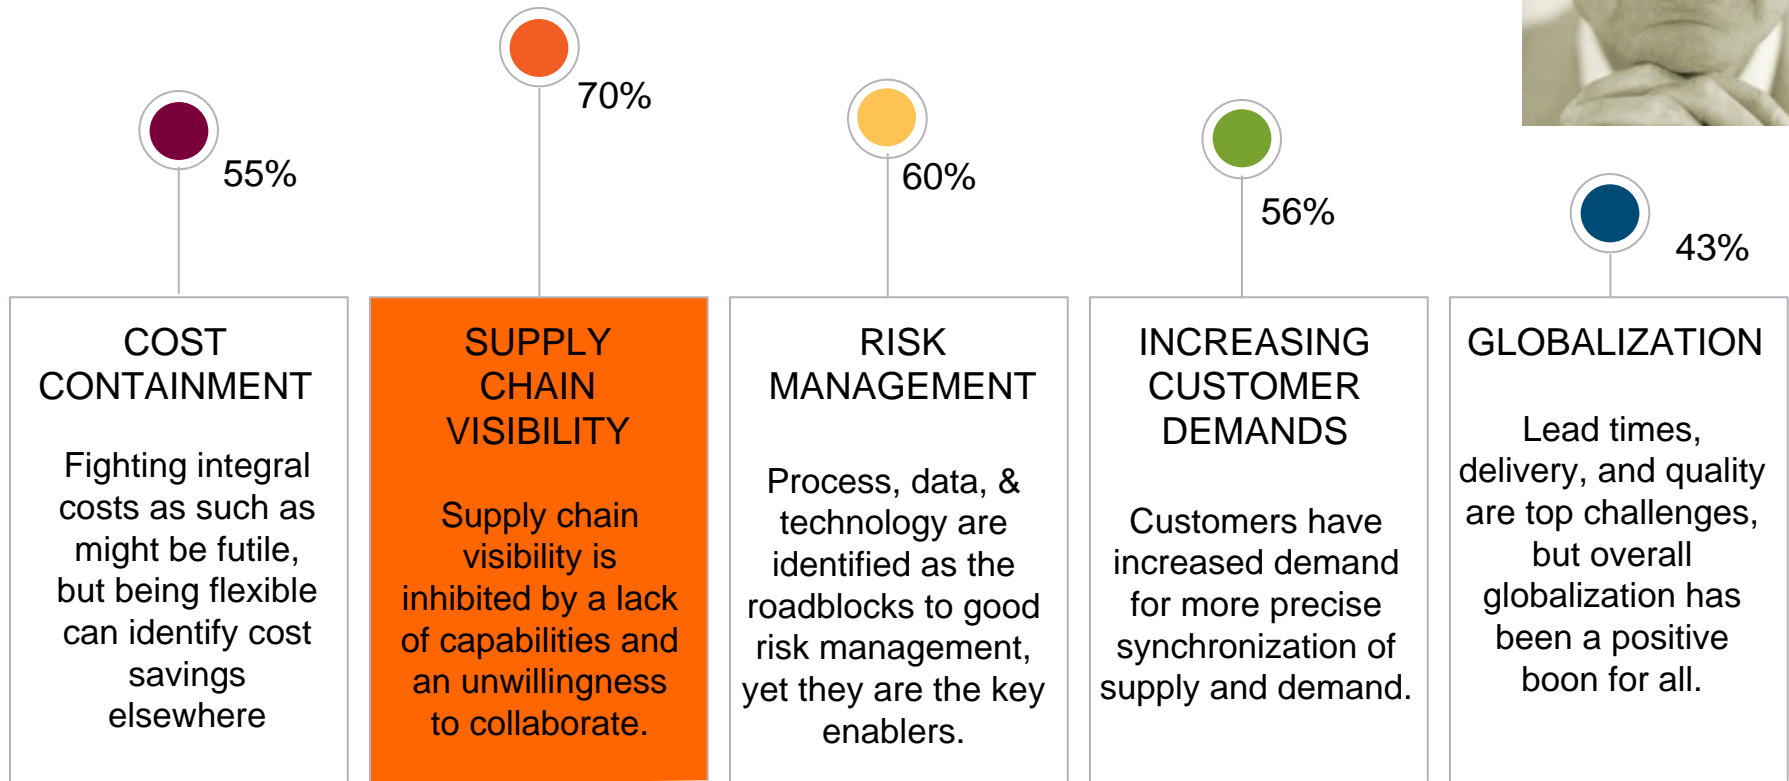 55%
70%
60%
56%
43%
COST
CONTAINMENT
Fighting integral
costs as such as
might be futile,
but being flexible
can identify cost
savings
elsewhere
SUPPLY
CHAIN
VISIBILITY
Supply chain
visibility is
inhibited by a lack
of capabilities and
an unwillingness
to collaborate.
RISK
MANAGEMENT
Process, data, &
technology are
identified as the
roadblocks to good
risk management,
yet they are the key
enablers.
INCREASING
CUSTOMER
DEMANDS
Customers have
increased demand
for more precise
synchronization of
supply and demand.
GLOBALIZATION
Lead times,
delivery, and quality
are top challenges,
but overall
globalization has
been a positive
boon for all.